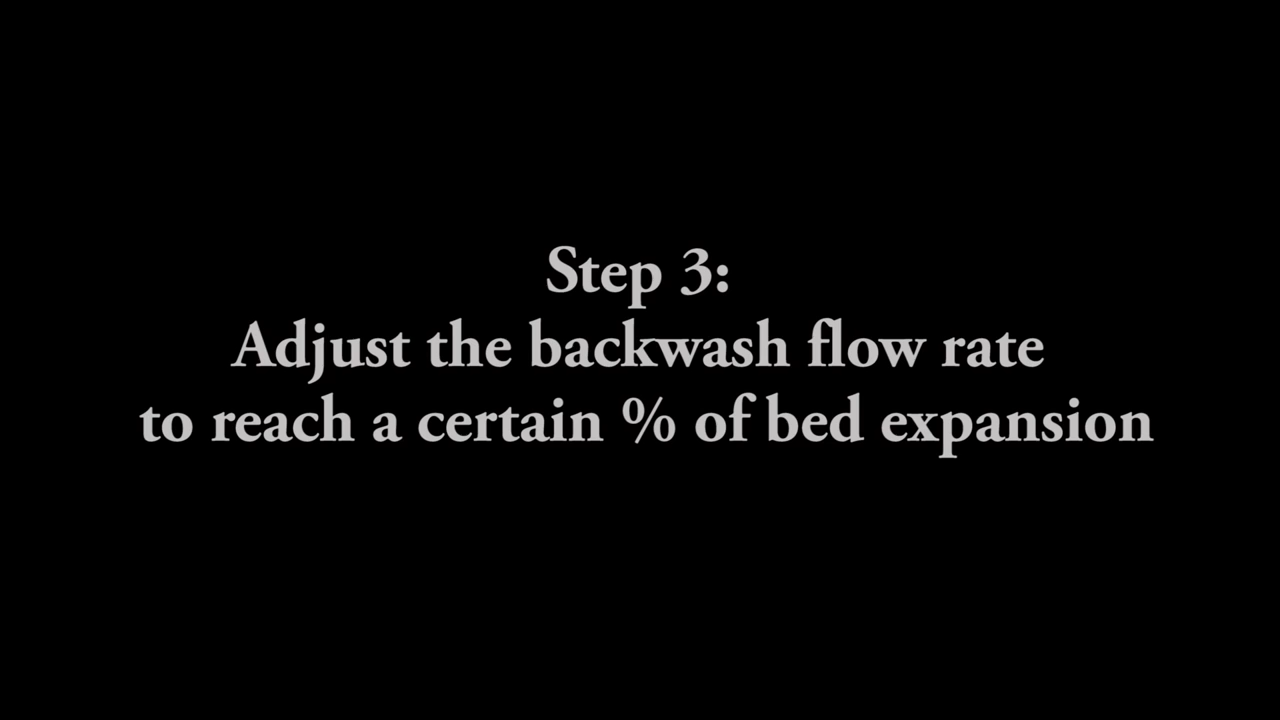 Step 3:
Adjust the backwash flow rate
to reach a certain % of bed expansion